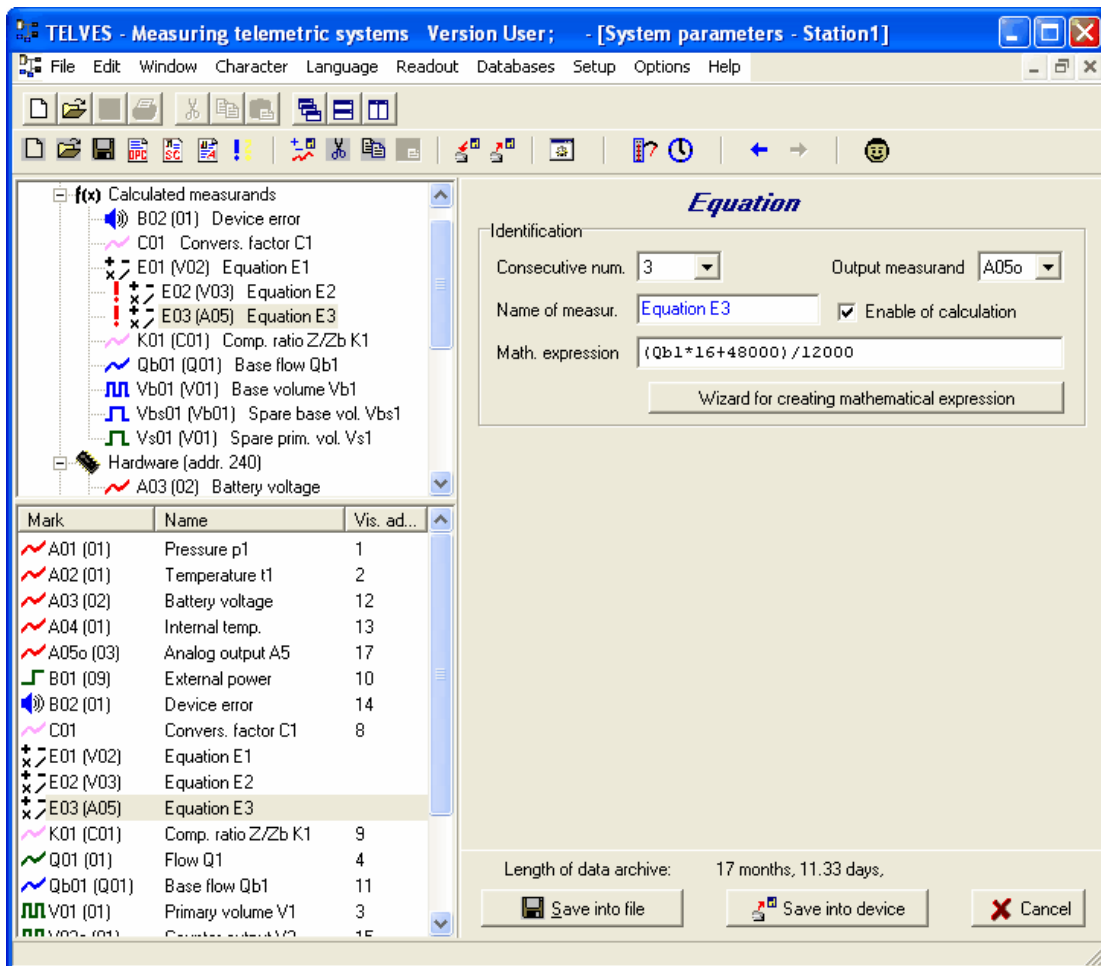 TELVES - Measuring telemetric systems Version User; - [System parameters - Station1]
File Edit Window Character Language Readout Databases Setup Options Help
f(x) Calculated measurands
B02 (01) Device error
C01 Convers. factor C1
E01 (V02) Equation E1
E02 (V03) Equation E2
E03 (A05) Equation E3
K01 (C01) Comp. ratio Z/Zb K1
Qb01 (Q01) Base flow Qb1
Vb01 (V01) Base volume Vb1
Vbs01 (Vb01) Spare base vol. Vbs1
Vs01 (V01) Spare prim. vol. Vs1
Hardware (addr. 240)
A03 (02) Battery voltage
Mark Name Vis. ad...
A01 (01) Pressure p1 1
A02 (01) Temperature t1 2
A03 (02) Battery voltage 12
A04 (01) Internal temp. 13
A05o (03) Analog output A5 17
B01 (09) External power 10
B02 (01) Device error 14
C01 Convers. factor C1 8
E01 (V02) Equation E1
E02 (V03) Equation E2
E03 (A05) Equation E3
K01 (C01) Comp. ratio Z/Zb K1 9
Q01 (01) Flow Q1 4
Qb01 (Q01) Base flow Qb1 11
V01 (01) Primary volume V1 3
Equation
Identification
Consecutive num. 3 Output measurand A05o
Name of measur. Equation E3 Enable of calculation
Math. expression (Qb1*16+48000)/12000
Wizard for creating mathematical expression
Length of data archive: 17 months, 11.33 days,
Save into file Save into device Cancel